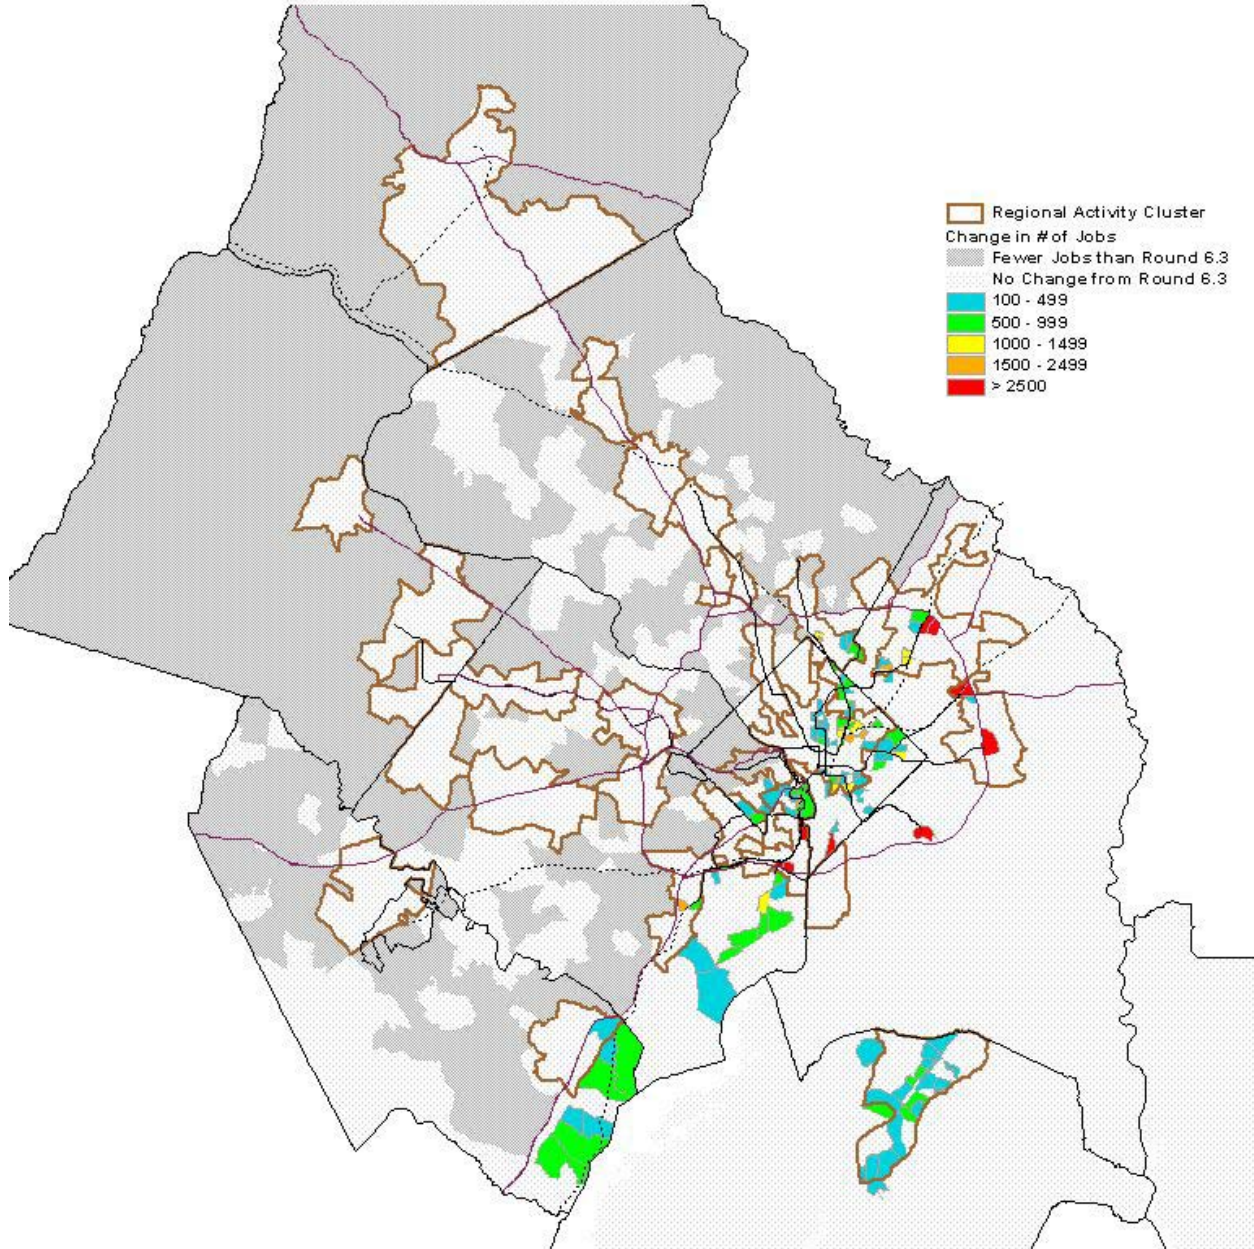 Regional Activity Cluster
Change in # of Jobs
Fewer Jobs than Round 6.3
No Change from Round 6.3
100 - 499
500 - 999
1000 - 1499
1500 - 2499
> 2500